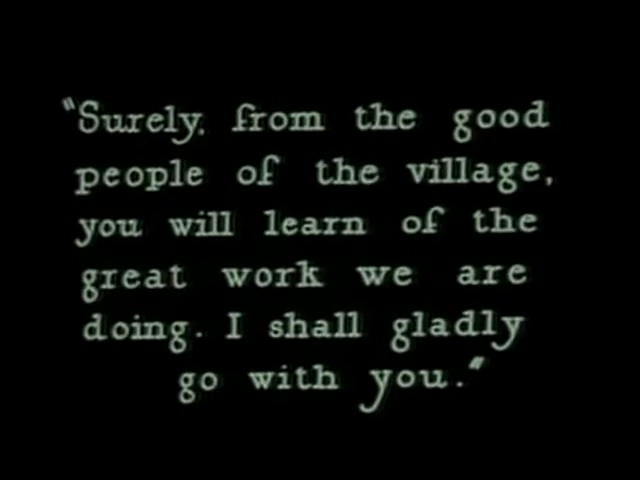 "Surely, from the good
people of the village,
you will learn of the
great work we are
doing. I shall gladly
go with you."